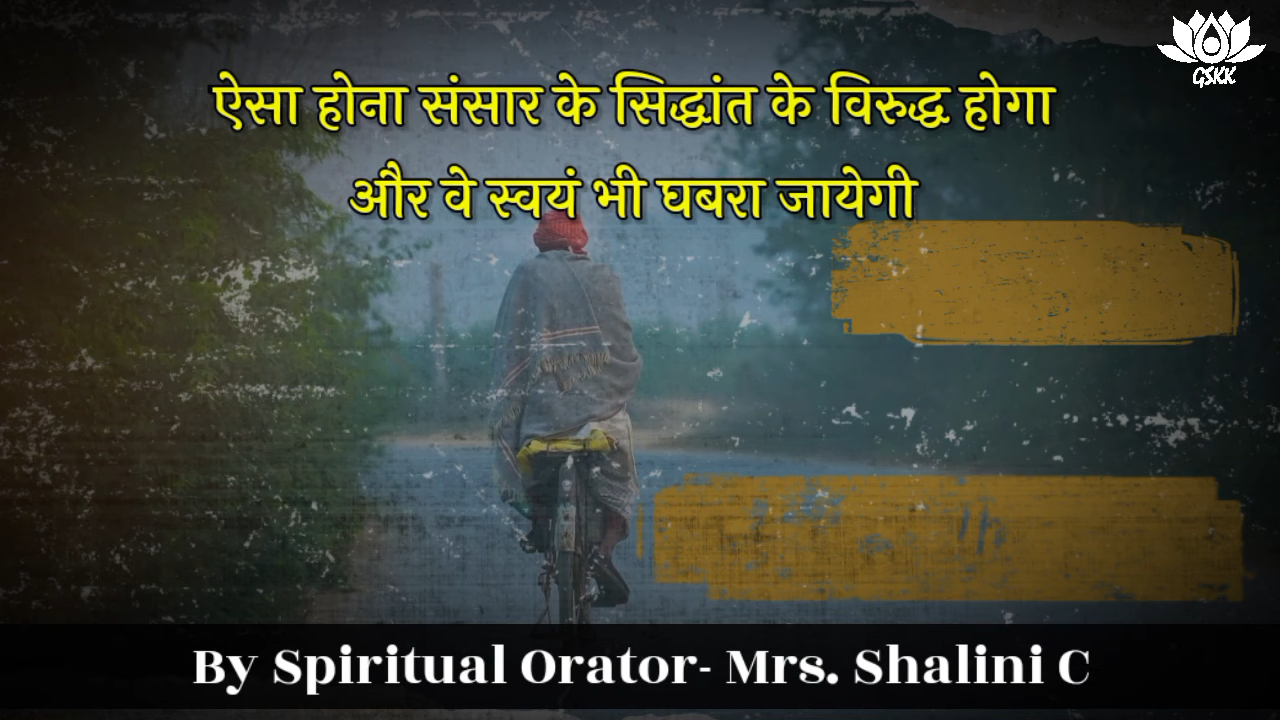 GSKK
ऐसा होना संसार के सिद्धांत के विरुद्ध होगा
और वे स्वयं भी घबरा जायेगी
By Spiritual Orator- Mrs. Shalini C